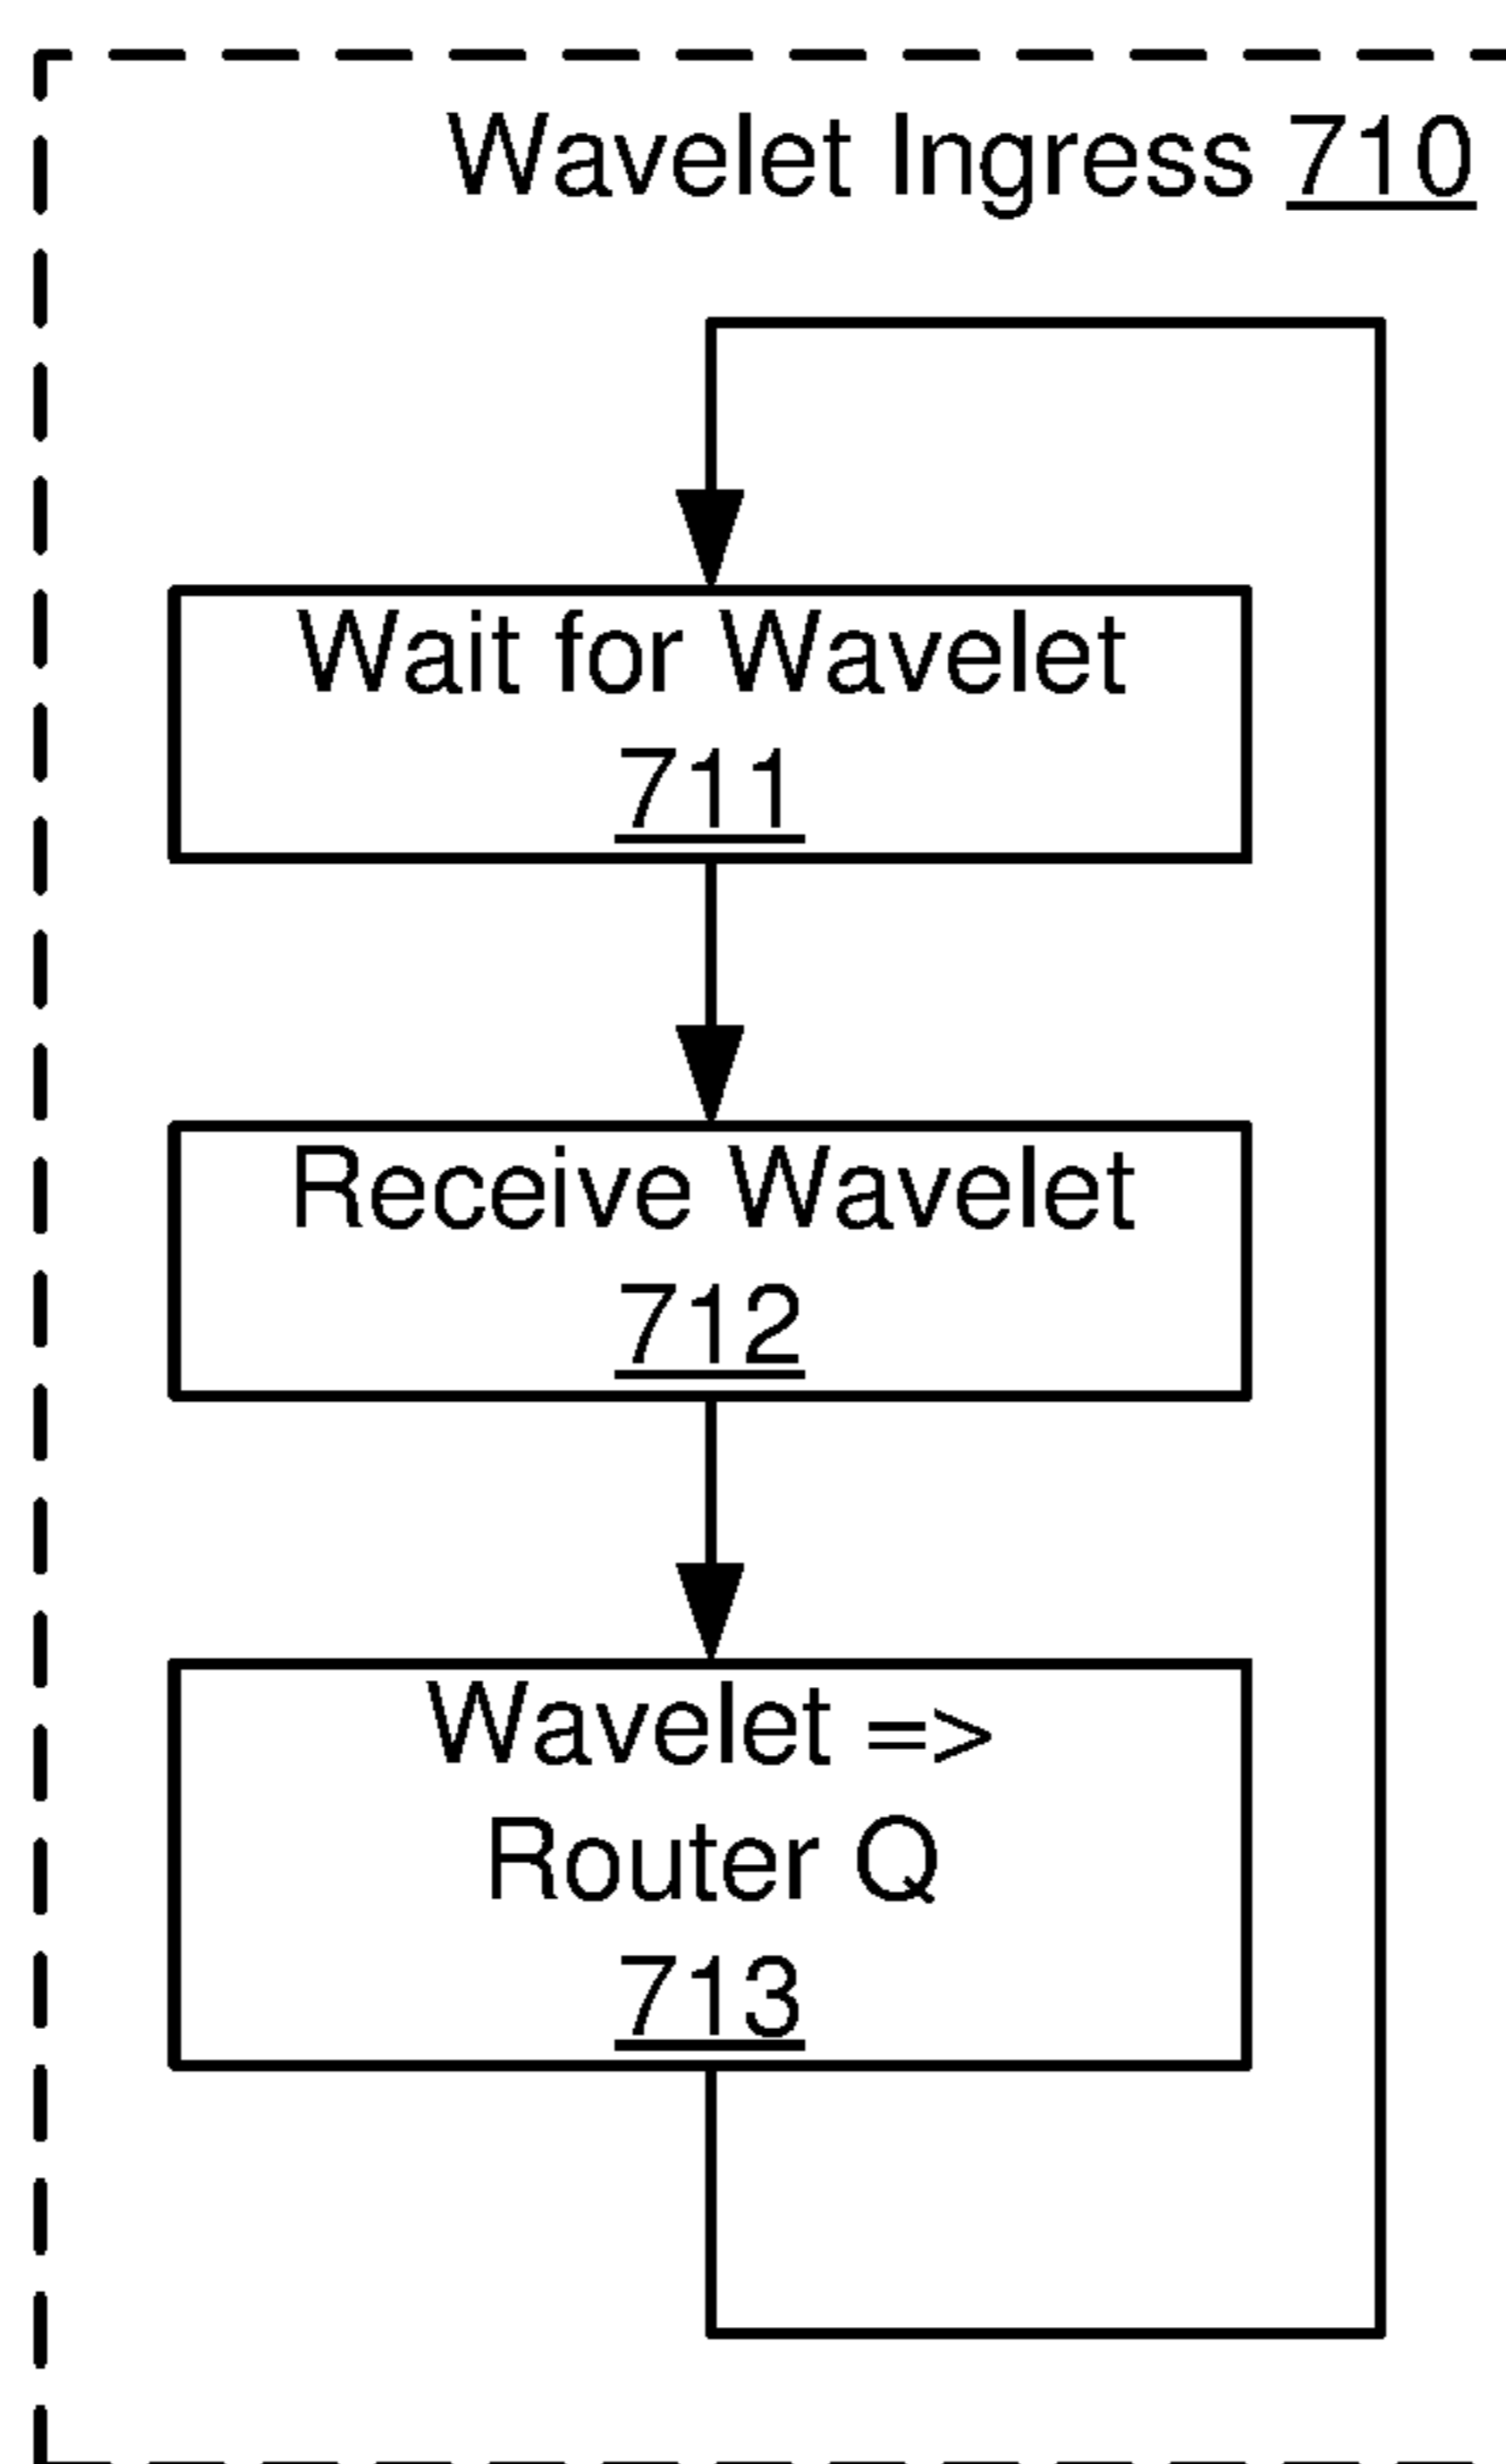 Wavelet Ingress 710
Wait for Wavelet
711
Receive Wavelet
712
Wavelet =>
Router Q
713